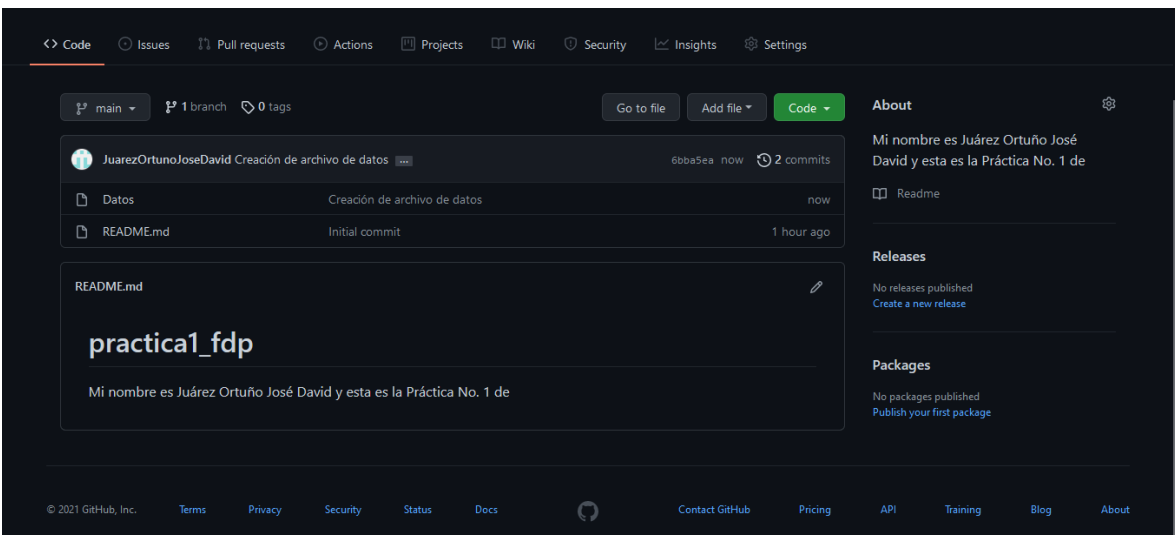 Code Issues Pull requests Actions Projects Wiki Security Insights Settings
main 1 branch 0 tags Go to file Add file Code
JuarezOrtunoJoseDavid Creación de archivo de datos ... 6bba5ea now 2 commits
Datos Creación de archivo de datos now
README.md Initial commit 1 hour ago
README.md
practica1_fdp
Mi nombre es Juárez Ortuño José David y esta es la Práctica No. 1 de
About
Mi nombre es Juárez Ortuño José
David y esta es la Práctica No. 1 de
Readme
Releases
No releases published
Create a new release
Packages
No packages published
Publish your first package
© 2021 GitHub, Inc. Terms Privacy Security Status Docs Contact GitHub Pricing API Training Blog About